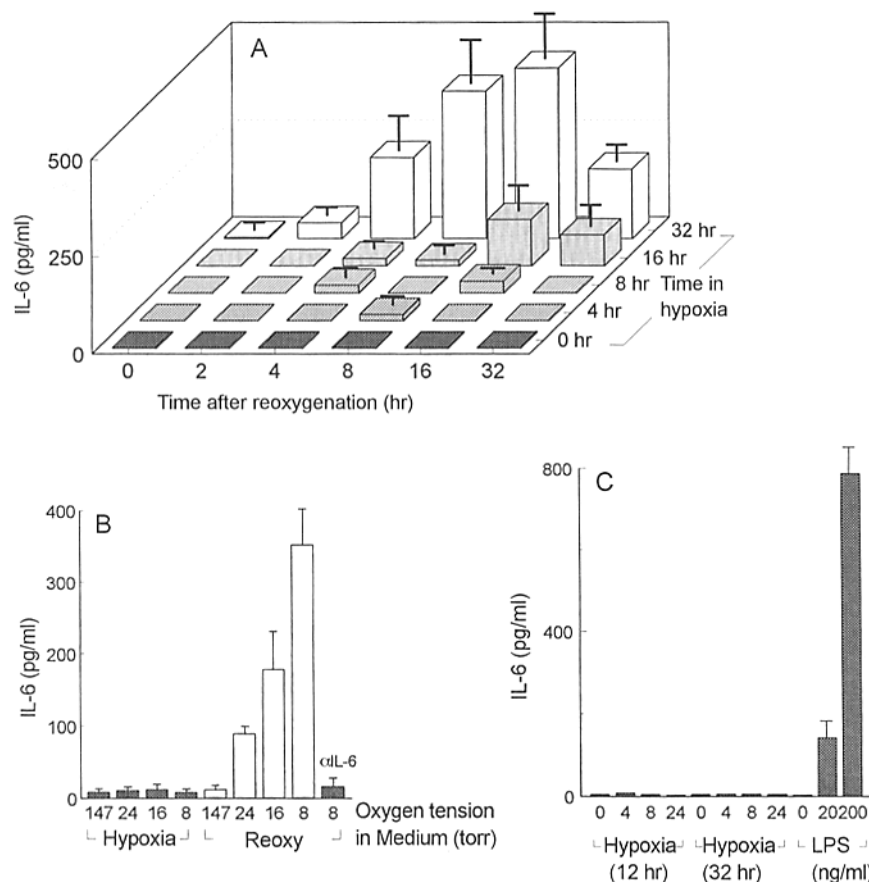 A
500
250
0
IL-6 (pg/ml)
32 hr
16 hr
8 hr
4 hr
0 hr
Time in
hypoxia
0 2 4 8 16 32
Time after reoxygenation (hr)
B
400
300
200
100
0
IL-6 (pg/ml)
αIL-6
147 24 16 8 147 24 16 8 8
Oxygen tension
in Medium (torr)
Hypoxia Reoxy
C
800
400
0
IL-6 (pg/ml)
0 4 8 24 0 4 8 24 0 20 200
Hypoxia Hypoxia LPS
(12 hr) (32 hr) (ng/ml)